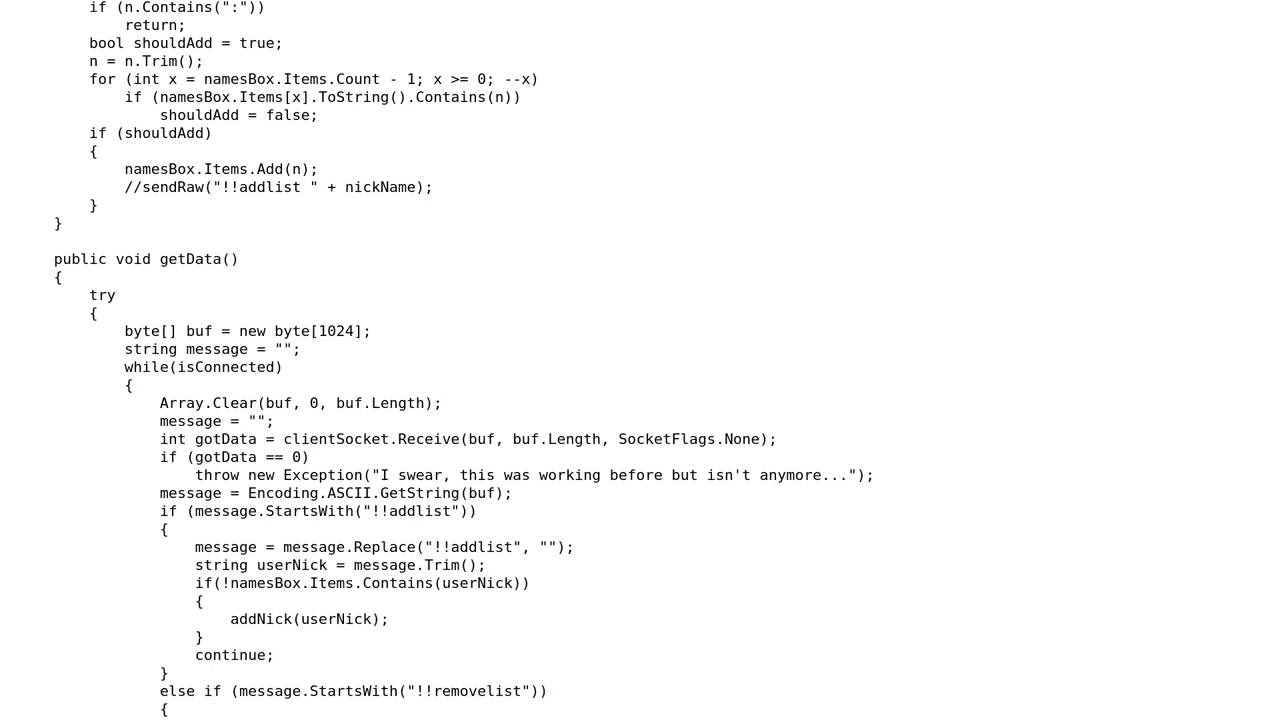 if (n.Contains(":"))
return;
bool shouldAdd = true;
n = n.Trim();
for (int x = namesBox.Items.Count - 1; x >= 0; --x)
if (namesBox.Items[x].ToString().Contains(n))
shouldAdd = false;
if (shouldAdd)
{
namesBox.Items.Add(n);
//sendRaw("!!addlist " + nickName);
}
}
public void getData()
{
try
{
byte[] buf = new byte[1024];
string message = "";
while(isConnected)
{
Array.Clear(buf, 0, buf.Length);
message = "";
int gotData = clientSocket.Receive(buf, buf.Length, SocketFlags.None);
if (gotData == 0)
throw new Exception("I swear, this was working before but isn't anymore...");
message = Encoding.ASCII.GetString(buf);
if (message.StartsWith("!!addlist"))
{
message = message.Replace("!!addlist", "");
string userNick = message.Trim();
if(!namesBox.Items.Contains(userNick))
{
addNick(userNick);
}
continue;
}
else if (message.StartsWith("!!removelist"))
{